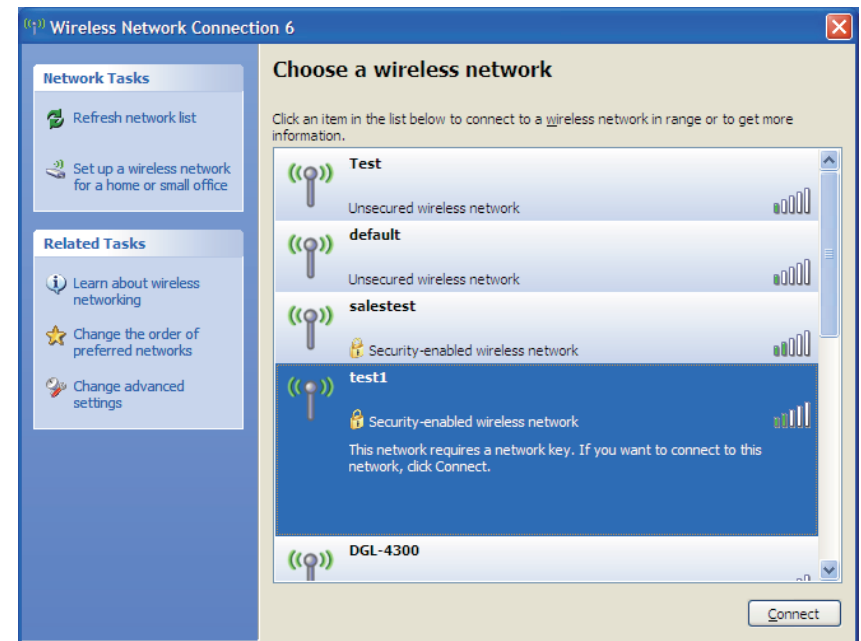 Wireless Network Connection 6
Network Tasks
Refresh network list
Set up a wireless network
for a home or small office
Related Tasks
Learn about wireless
networking
Change the order of
preferred networks
Change advanced
settings
Choose a wireless network
Click an item in the list below to connect to a wireless network in range or to get more
information.
Test
Unsecured wireless network
default
Unsecured wireless network
salestest
Security-enabled wireless network
test1
Security-enabled wireless network
This network requires a network key. If you want to connect to this
network, click Connect.
DGL-4300
Connect